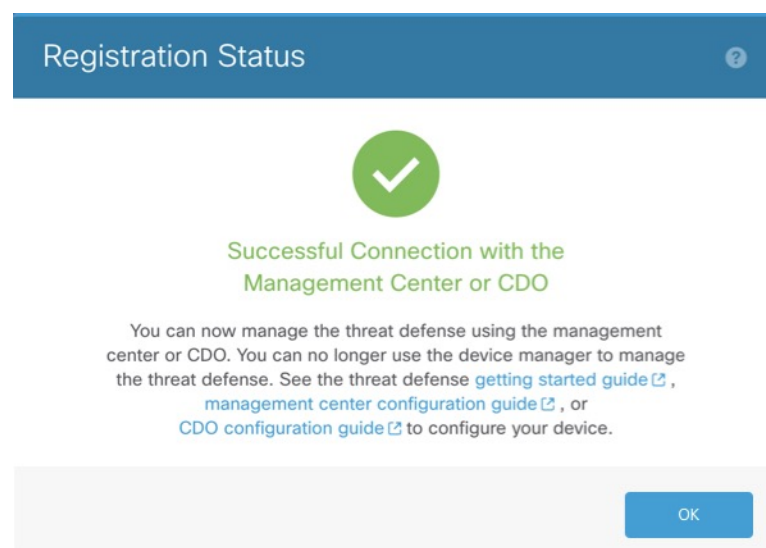 Registration Status
?
Successful Connection with the
Management Center or CDO
You can now manage the threat defense using the management
center or CDO. You can no longer use the device manager to manage
the threat defense. See the threat defense getting started guide ,
management center configuration guide , or
CDO configuration guide to configure your device.
OK